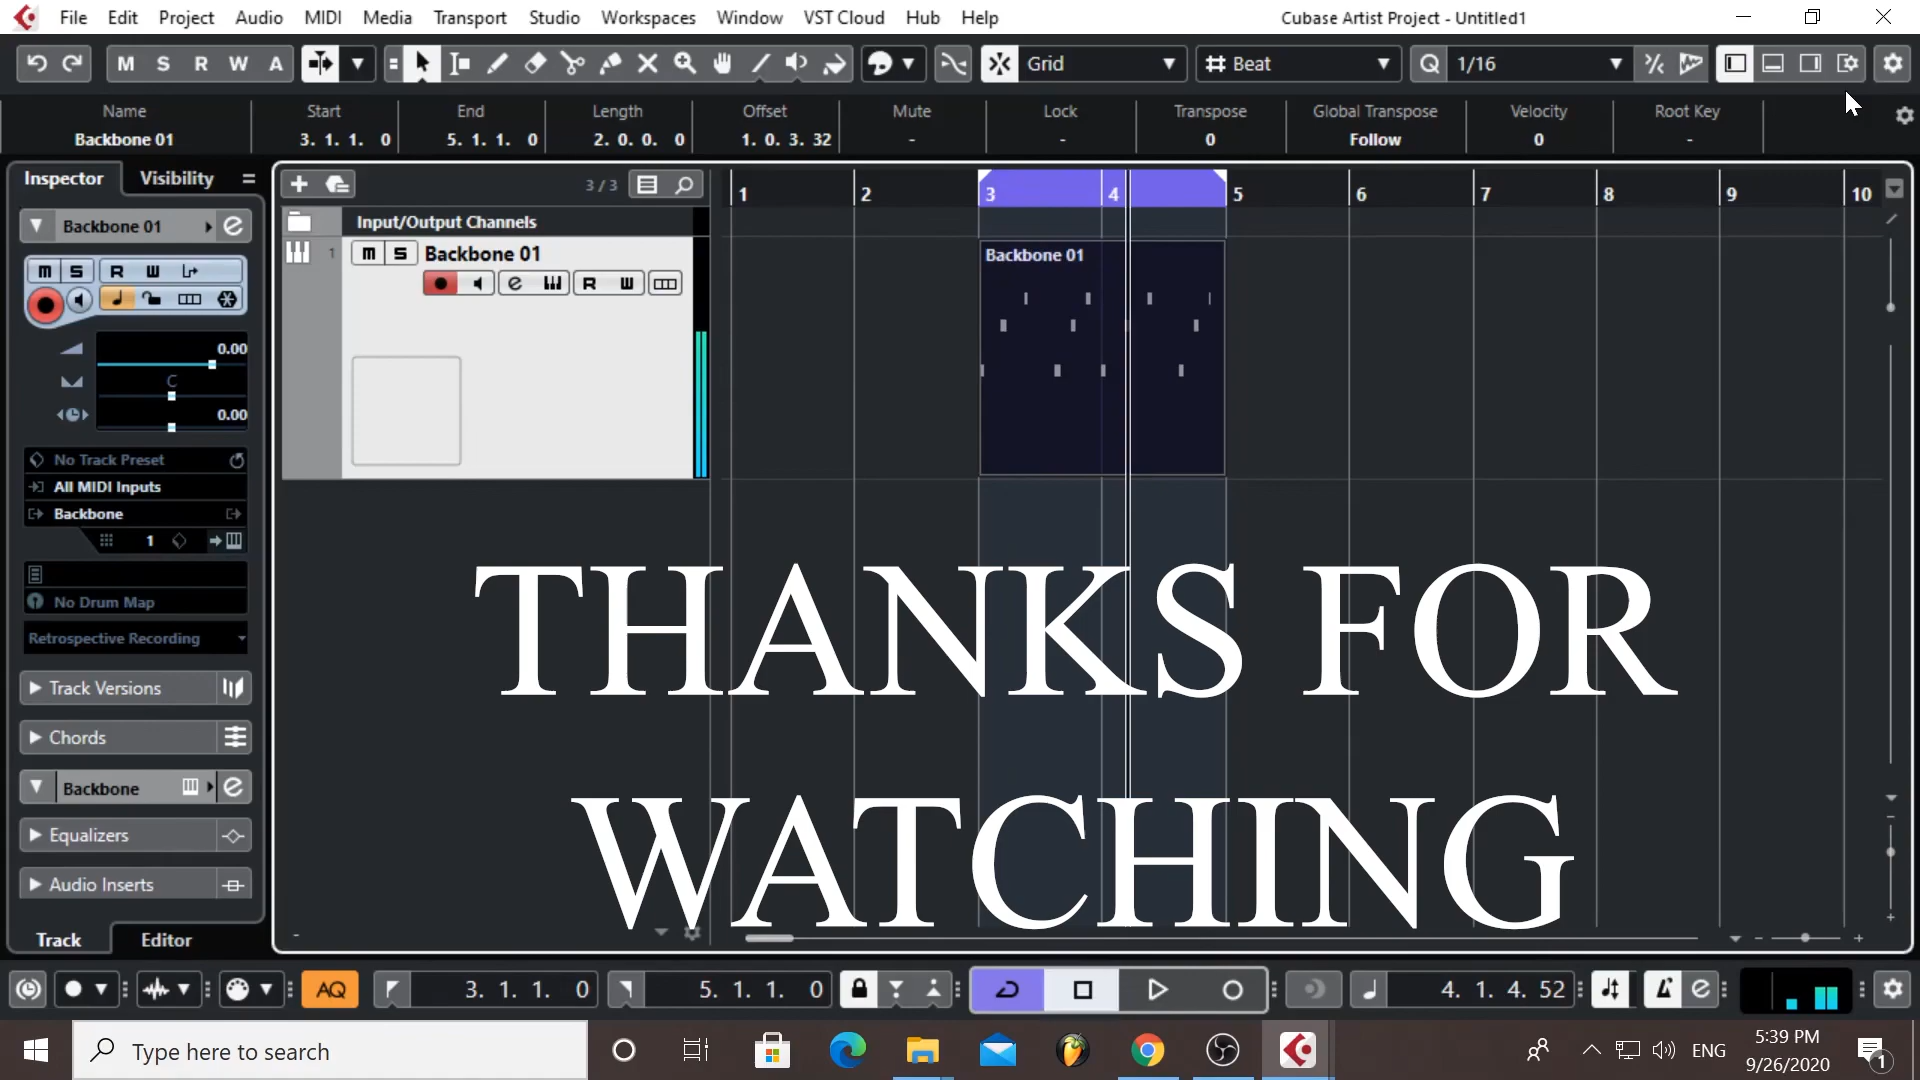 File Edit Project Audio MIDI Media Transport Studio Workspaces Window VST Cloud Hub Help
Cubase Artist Project - Untitled1
M S R W A
Grid
Beat
Q 1/16
Name Start End Length Offset Mute Lock Transpose Global Transpose Velocity Root Key
Backbone 01 3. 1. 1. 0 5. 1. 1. 0 2. 0. 0. 0 1. 0. 3. 32 - - 0 Follow 0 -
Inspector Visibility
3 / 3
1 2 3 4 5 6 7 8 9 10
Backbone 01
Input/Output Channels
1 m s Backbone 01
Backbone 01
m s R W
e R W
0.00
C
0.00
No Track Preset
All MIDI Inputs
Backbone
1
No Drum Map
Retrospective Recording
Track Versions
Chords
Backbone
Equalizers
Audio Inserts
Track Editor
THANKS FOR
WATCHING
AQ
3. 1. 1. 0
5. 1. 1. 0
4. 1. 4. 52
Type here to search
ENG
5:39 PM
9/26/2020
1